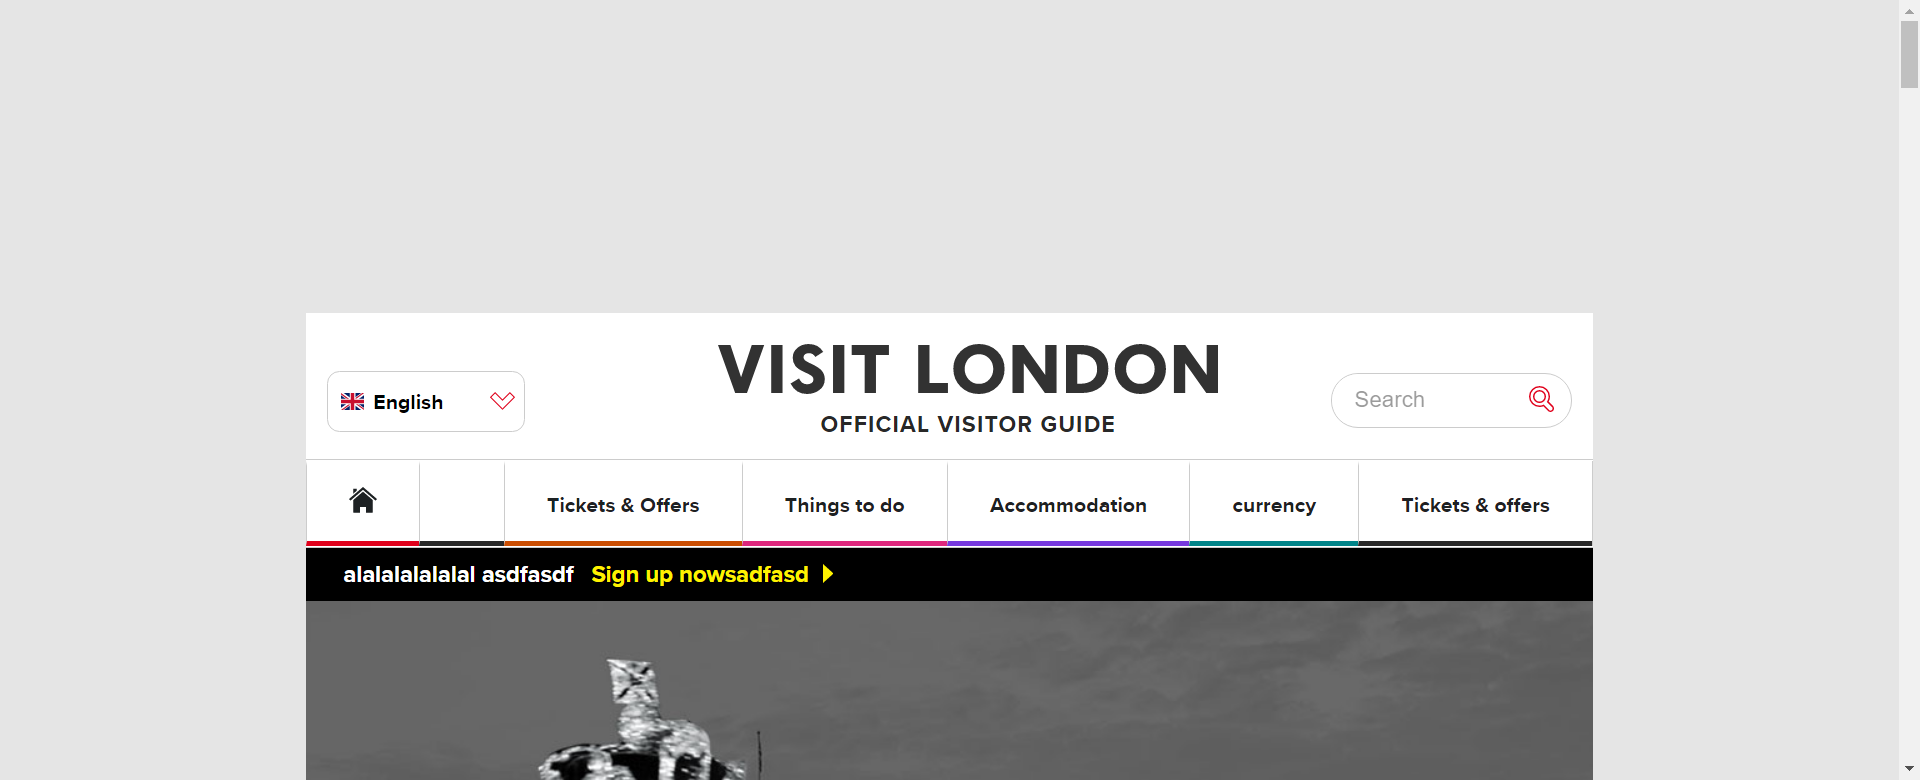 VISIT LONDON
OFFICIAL VISITOR GUIDE
English
Search
Tickets & Offers
Things to do
Accommodation
currency
Tickets & offers
alalalalalalal asdfasdf Sign up nowsadfasd